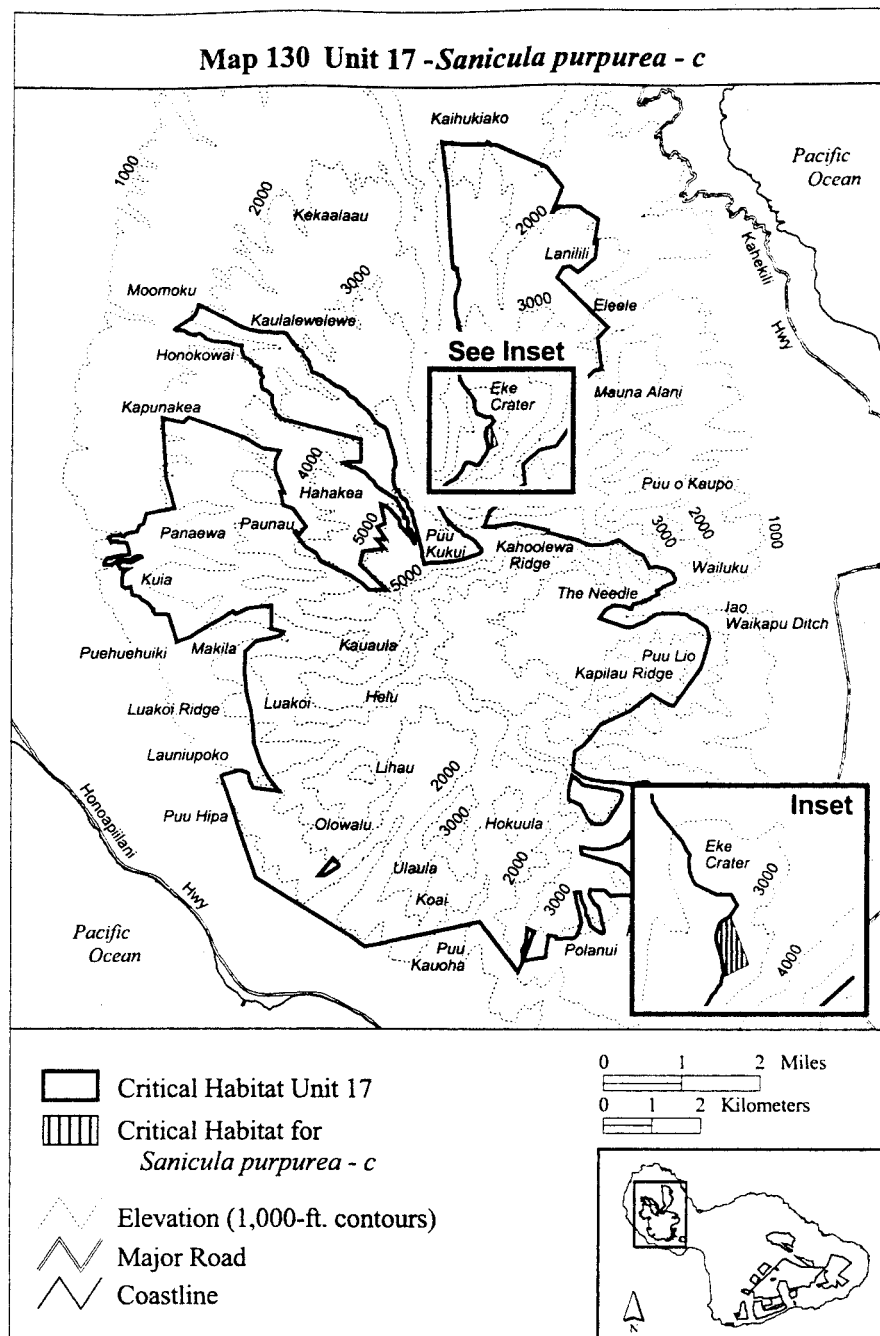 Map 130 Unit 17 -Sanicula purpurea - c
Kaihukiako
Pacific
Ocean
1000
2000
Kekaalaau
2000
Kahekili
Hwy
Lanilili
3000
3000
Moomoku
Kaulalewelewe
Eleele
Honokowai
See Inset
Eke
Crater
Mauna Alani
Kapunakea
4000
Hahakea
Puu o Kaupo
Panaewa
Paunau
5000
Puu
Kukui
Kahoolewa
Ridge
3000
2000
1000
Wailuku
Kuia
5000
The Needle
Iao
Waikapu Ditch
Puehuehuiki
Makila
Kauaula
Puu Lio
Kapilau Ridge
Luakoi Ridge
Luakoi
Helu
Launiupoko
Lihau
2000
Honoapiilani
Hwy
Puu Hipa
Olowalu
3000
Hokuula
Ulaula
2000
Koai
3000
Pacific
Ocean
Puu
Kauoha
Polanui
Inset
Eke
Crater
3000
4000
Critical Habitat Unit 17
Critical Habitat for
Sanicula purpurea - c
Elevation (1,000-ft. contours)
Major Road
Coastline
0 1 2 Miles
0 1 2 Kilometers
N